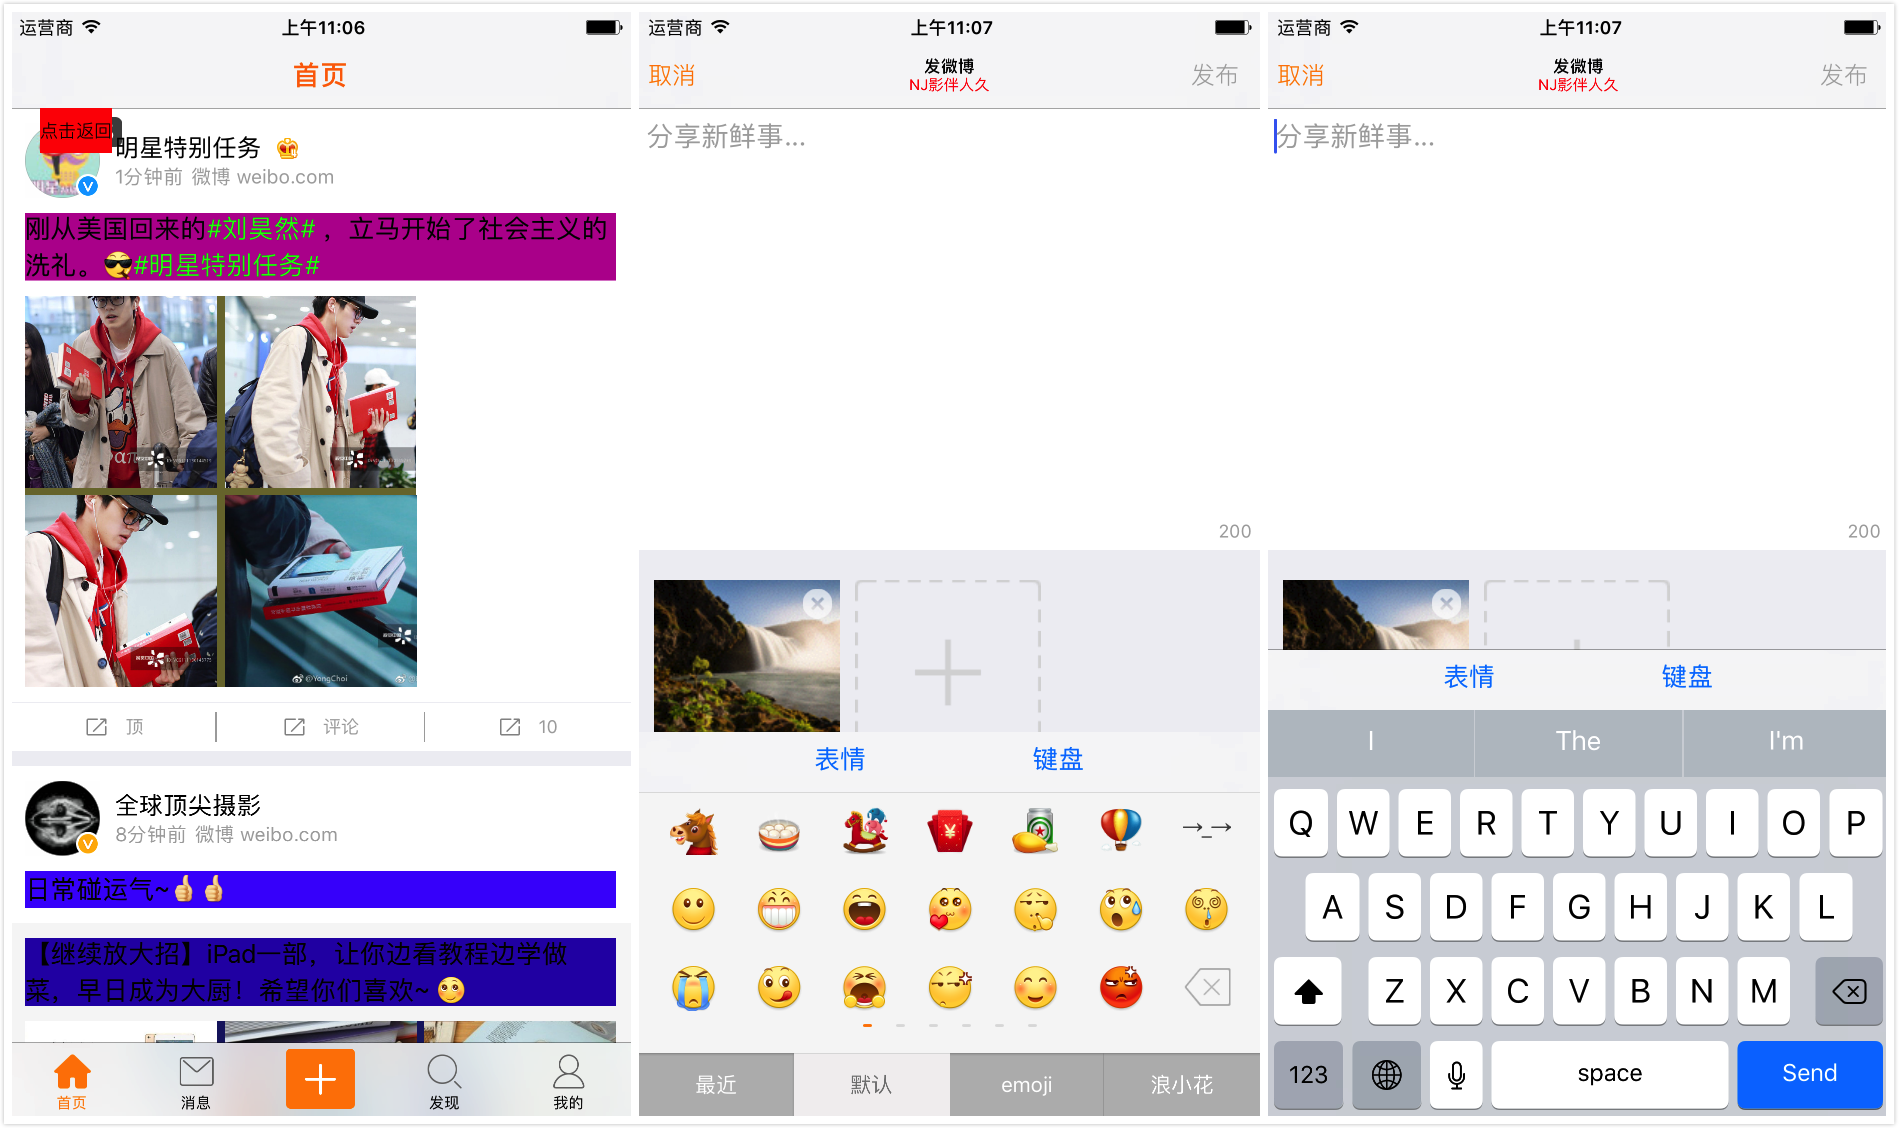 运营商
上午11:06
首页
点击返回
明星特别任务
1分钟前 微博 weibo.com
刚从美国回来的#刘昊然# ，立马开始了社会主义的
洗礼。#明星特别任务#
@YongChoi
顶
评论
10
全球顶尖摄影
8分钟前 微博 weibo.com
日常碰运气~
【继续放大招】iPad一部，让你边看教程边学做
菜，早日成为大厨！希望你们喜欢~
首页
消息
发现
我的
运营商
上午11:07
取消
发微博
NJ影伴人久
发布
分享新鲜事...
200
表情
键盘
→_→
最近
默认
emoji
浪小花
运营商
上午11:07
取消
发微博
NJ影伴人久
发布
分享新鲜事...
200
表情
键盘
I
The
I'm
Q W E R T Y U I O P
A S D F G H J K L
Z X C V B N M
123
space
Send